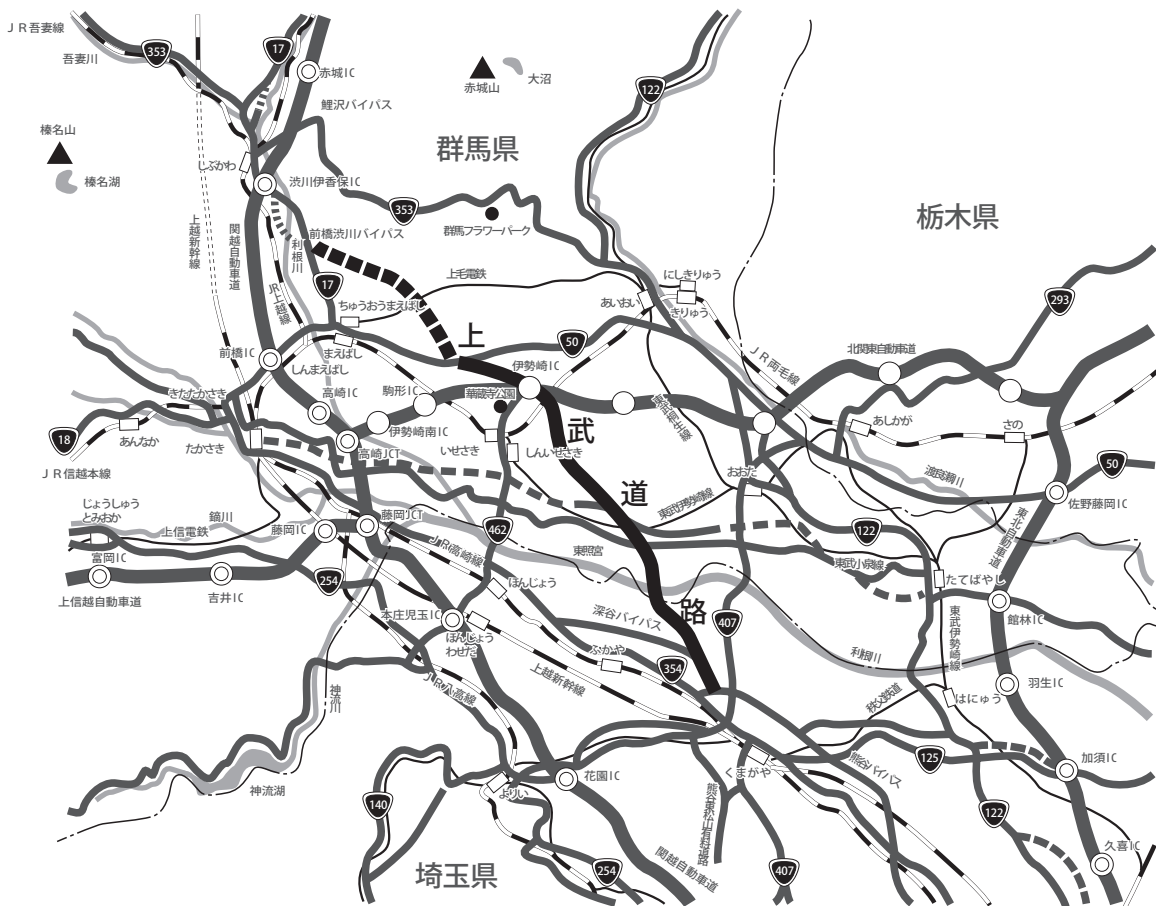 ＪＲ吾妻線
吾妻川
353
17
赤城IC
赤城山
大沼
122
鯉沢バイパス
榛名山
榛名湖
群馬県
栃木県
しぶかわ
渋川伊香保IC
353
群馬フラワーパーク
上越新幹線
関越自動車道
利根川
前橋渋川バイパス
JR上越線
17
上毛電鉄
ちゅうおうまえばし
にしきりゅう
あいおい
きりゅう
293
上
50
前橋IC
まえばし
しんまえばし
伊勢崎IC
北関東自動車道
ＪＲ両毛線
きたたかさき
高崎IC
駒形IC
華蔵寺公園
武
18
あんなか
たかさき
伊勢崎南IC
高崎JCT
いせさき
しんいせさき
あしかが
さの
ＪＲ信越本線
おおた
渡良瀬川
50
道
佐野藤岡IC
じょうしゅう
とみおか
鏑川
上信電鉄
藤岡IC
藤岡JCT
462
東武伊勢崎線
122
東北自動車道
富岡IC
ＪＲ高崎線
東照宮
東武小泉線
上信越自動車道
吉井IC
254
ほんじょう
たてばやし
本庄児玉IC
深谷バイパス
路
407
館林IC
ほんじょう
わせだ
東武伊勢崎線
ふかや
354
利根川
上越新幹線
神流川
ＪＲ八高線
秩父鉄道
はにゅう
羽生IC
神流湖
花園IC
くまがや
熊谷バイパス
125
加須IC
よりい
140
熊谷東松山有料道路
122
埼玉県
254
関越自動車道
407
久喜IC